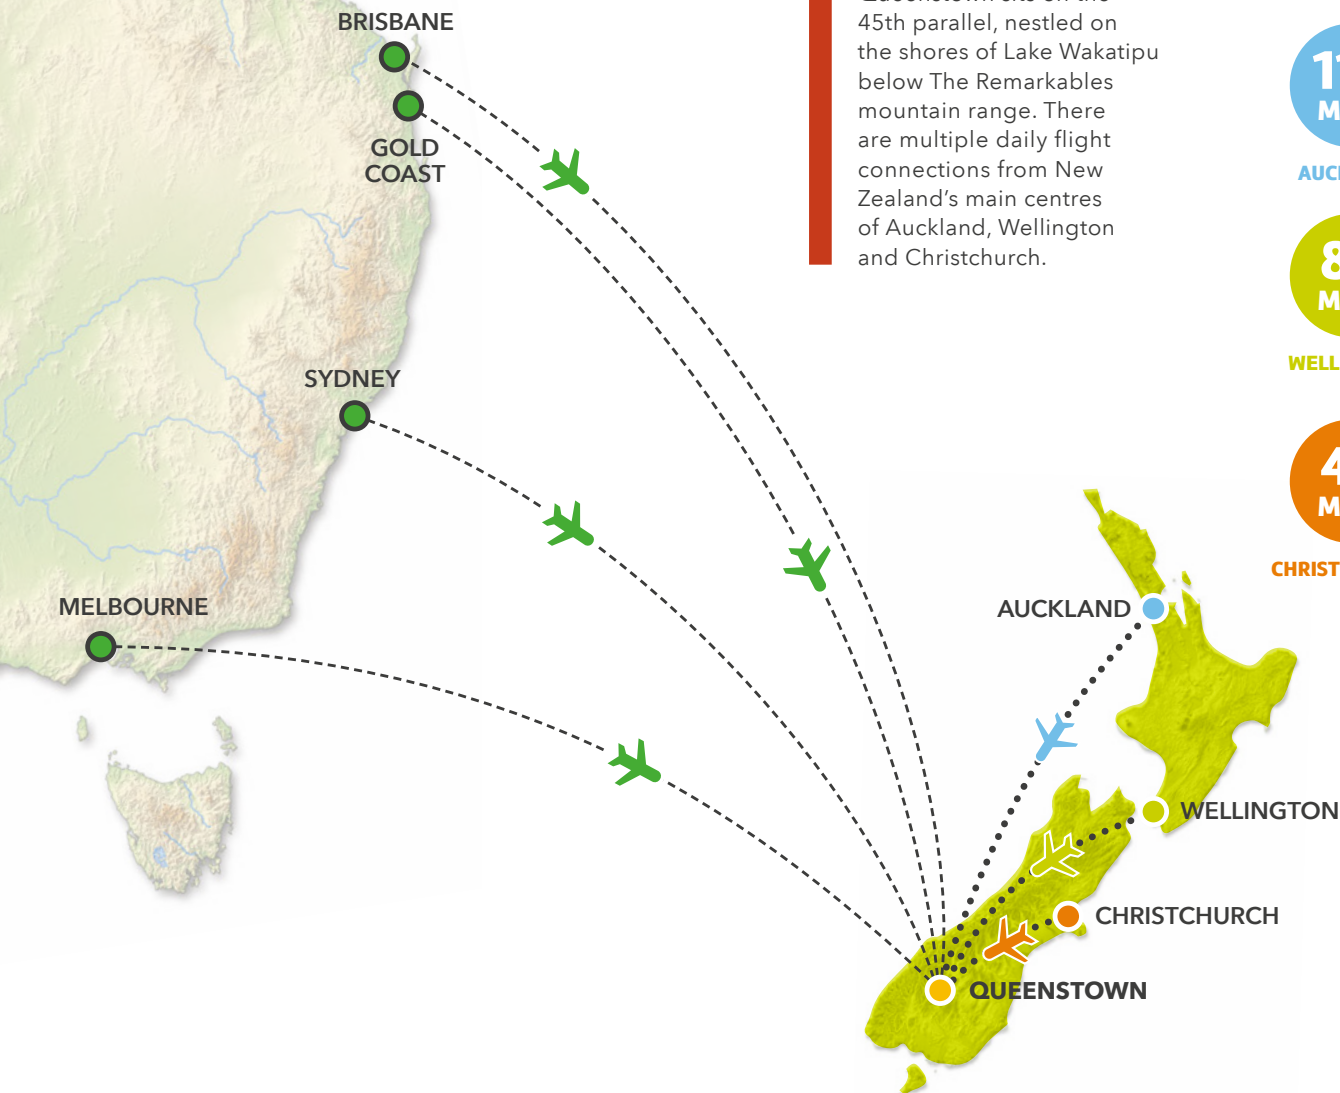 BRISBANE
GOLD
COAST
SYDNEY
MELBOURNE
45th parallel, nestled on
the shores of Lake Wakatipu
below The Remarkables
mountain range. There
are multiple daily flight
connections from New
Zealand’s main centres
of Auckland, Wellington
and Christchurch.
AUCKLAND
WELLINGTON
CHRISTCHURCH
QUEENSTOWN